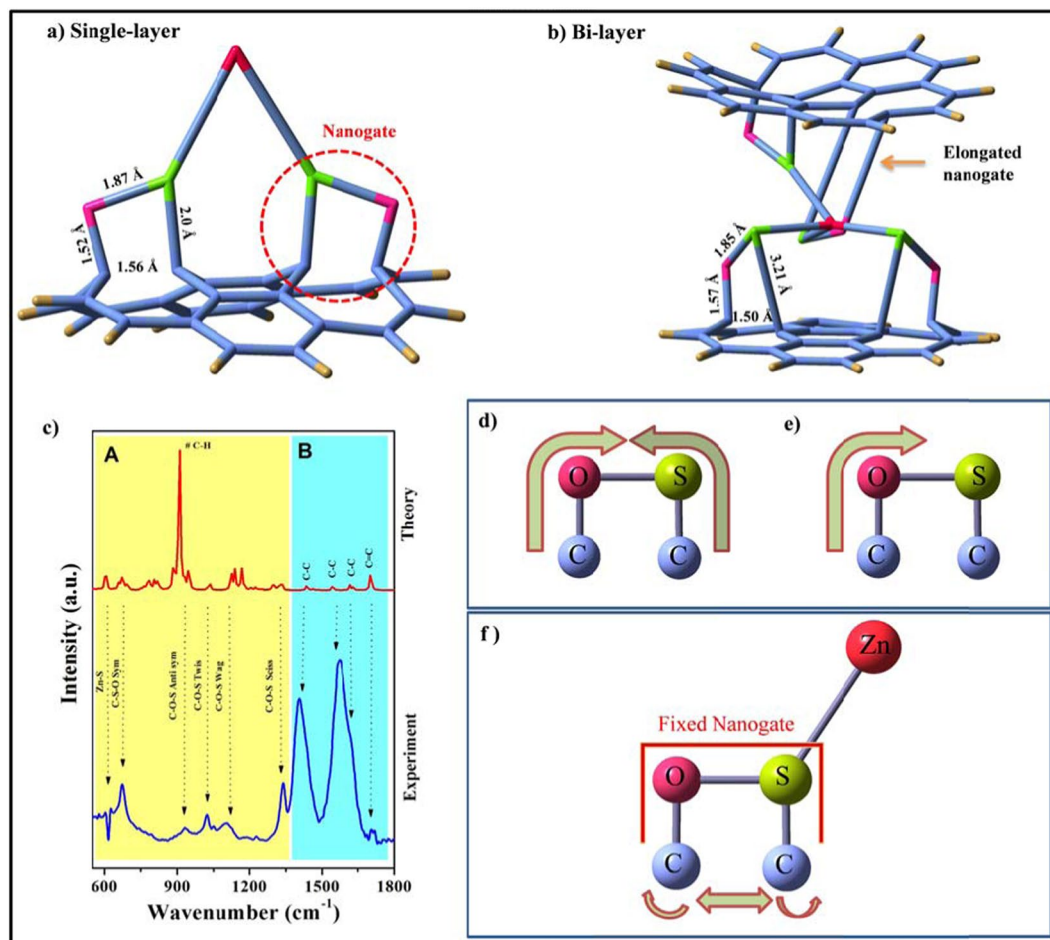 a) Single-layer
Nanogate
1.87 Å
2.0 Å
1.52 Å
1.56 Å
b) Bi-layer
Elongated
nanogate
1.85 Å
3.21 Å
1.57 Å
1.50 Å
c)
A
# C-H
B
C-C
C-C
C-C
C=C
Theory
Zn-S
C-S-O Sym
C-O-S Anti sym
C-O-S Twis
C-O-S Wag
C-O-S Sciss
Experiment
Intensity (a.u.)
600 900 1200 1500 1800
Wavenumber (cm⁻¹)
d)
O S
C C
e)
O S
C C
f)
Zn
Fixed Nanogate
O S
C C